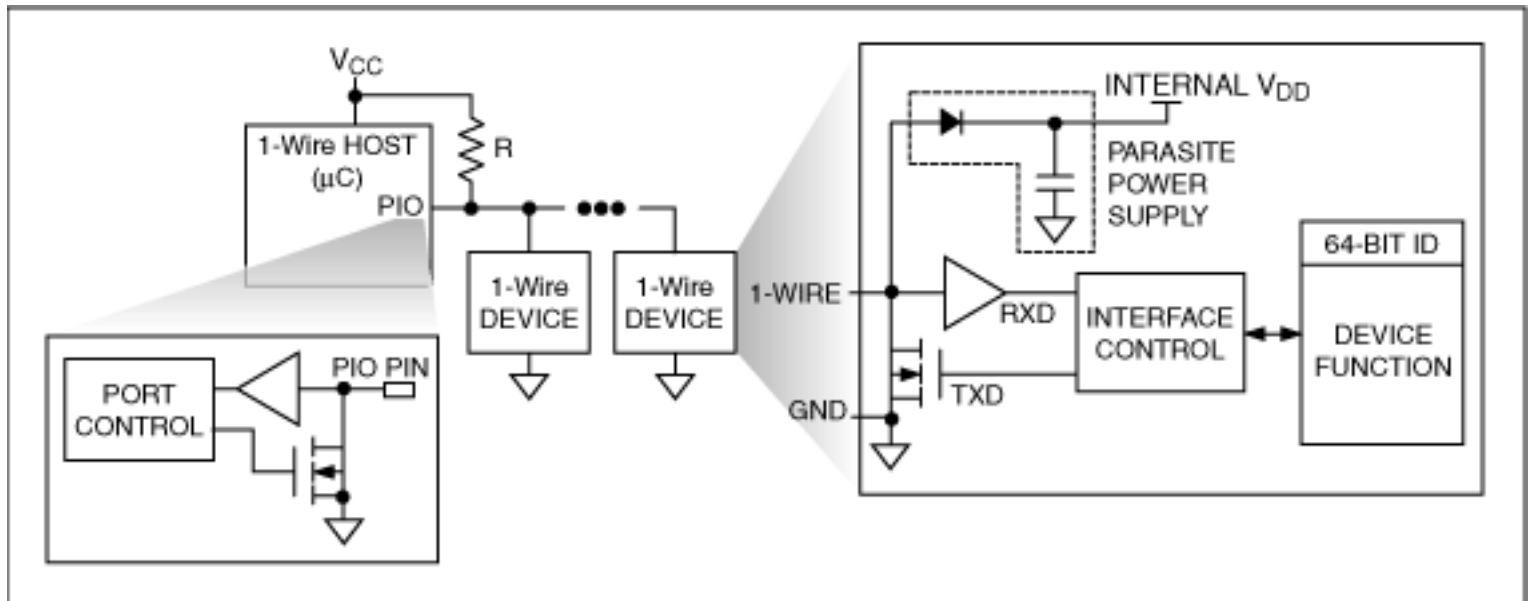 VCC
1-Wire HOST
(µC)
PIO
R
1-Wire
DEVICE
1-Wire
DEVICE
PORT
CONTROL
PIO PIN
INTERNAL VDD
PARASITE
POWER
SUPPLY
1-WIRE
RXD
TXD
GND
INTERFACE
CONTROL
64-BIT ID
DEVICE
FUNCTION